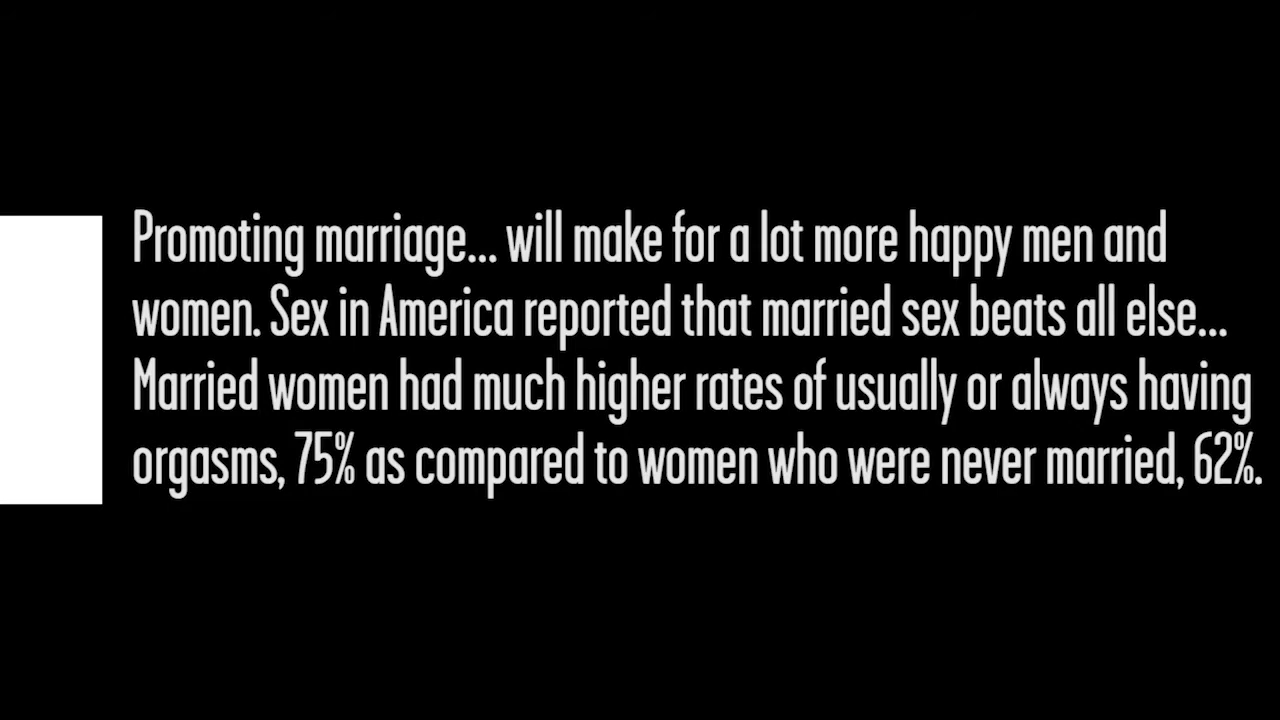 Promoting marriage... will make for a lot more happy men and
women. Sex in America reported that married sex beats all else...
Married women had much higher rates of usually or always having
orgasms, 75% as compared to women who were never married, 62%.